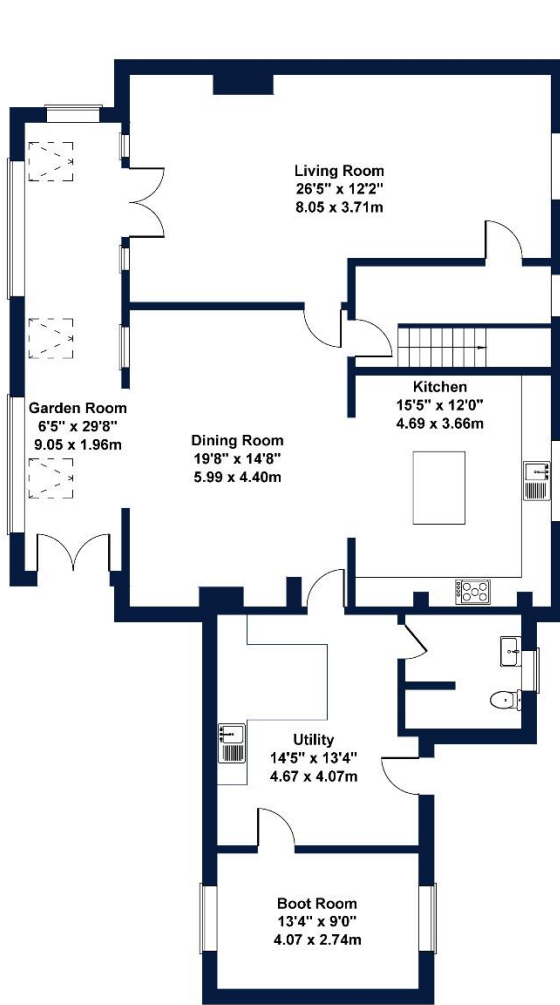 Living Room
26'5" x 12'2"
8.05 x 3.71m
Kitchen
15'5" x 12'0"
4.69 x 3.66m
Garden Room
6'5" x 29'8"
9.05 x 1.96m
Dining Room
19'8" x 14'8"
5.99 x 4.40m
Utility
14'5" x 13'4"
4.67 x 4.07m
Boot Room
13'4" x 9'0"
4.07 x 2.74m